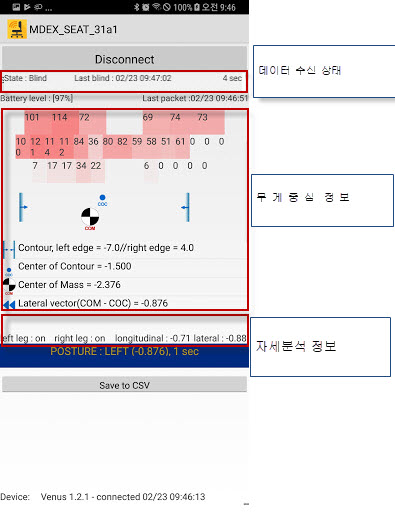 100% 오전 9:46
MDEX_SEAT_31a1
Disconnect
State : Blind Last blind : 02/23 09:47:02 4 sec
데이터 수신 상태
Battery level : [97%] Last packet :02/23 09:46:51
101 114 72 69 74 73
10 12 11 10 36 30 80 82 59 58 51 61 0 0 0
0 1 4 2
7 17 17 34 22 6 0 0 0 0
무 게 중 심 정 보
COC
COM
Contour, left edge = -7.0//right edge = 4.0
COC
Center of Contour = -1.500
COM
Center of Mass = -2.376
Lateral vector(COM - COC) = -0.876
eft leg : on right leg : on longitudinal : -0.71 lateral : -0.88
자세분석 정보
POSTURE : LEFT (-0.876), 1 sec
Save to CSV
Device: Venus 1.2.1 - connected 02/23 09:46:13